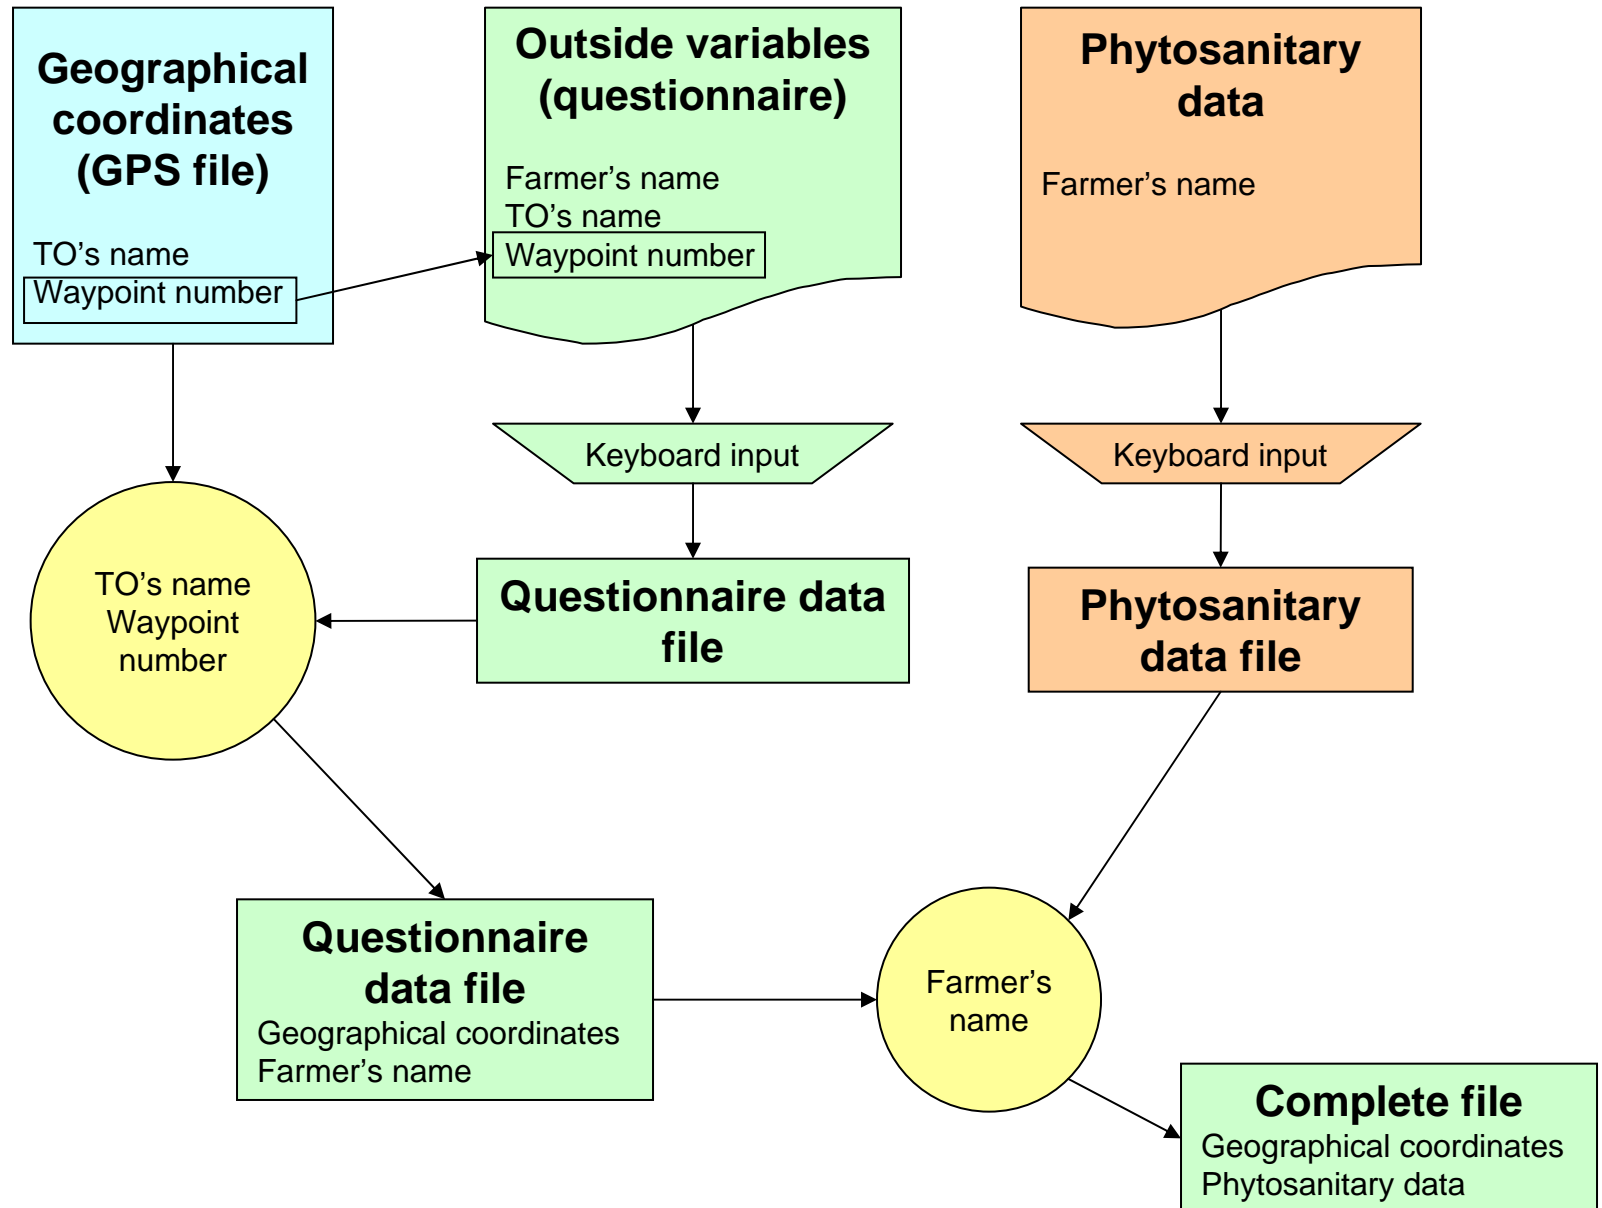 Geographical
coordinates
(GPS file)
TO’s name
Waypoint number
Outside variables
(questionnaire)
Farmer’s name
TO’s name
Waypoint number
Phytosanitary
data
Farmer’s name
Keyboard input
Keyboard input
TO’s name
Waypoint
number
Questionnaire data
file
Phytosanitary
data file
Questionnaire
data file
Geographical coordinates
Farmer’s name
Farmer’s
name
Complete file
Geographical coordinates
Phytosanitary data